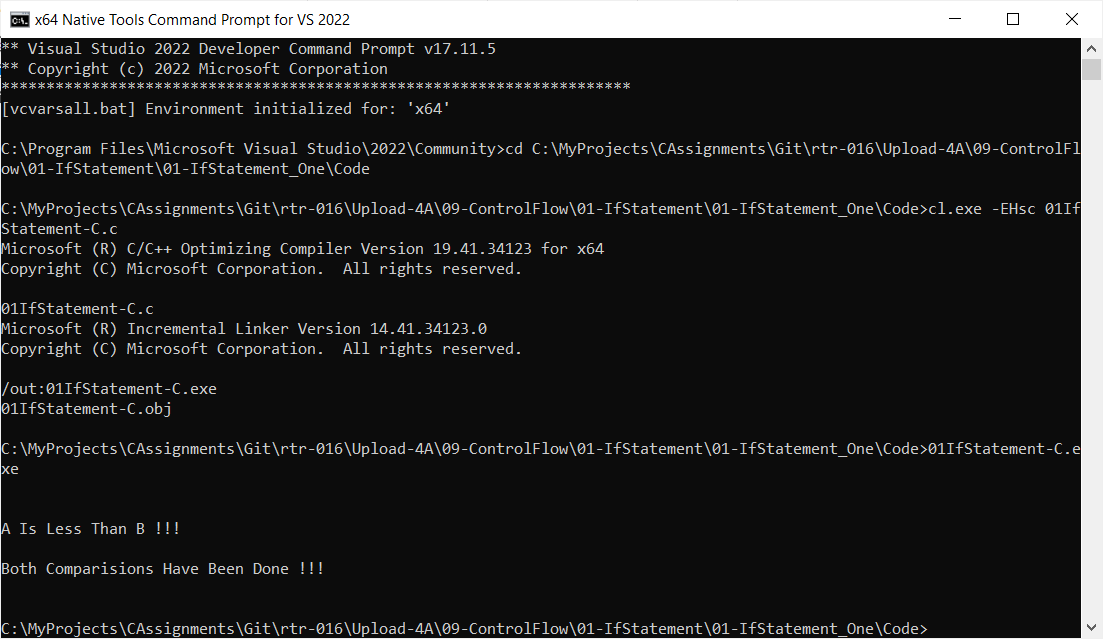 C:\. x64 Native Tools Command Prompt for VS 2022
** Visual Studio 2022 Developer Command Prompt v17.11.5
** Copyright (c) 2022 Microsoft Corporation
**********************************************************************
[vcvarsall.bat] Environment initialized for: 'x64'
C:\Program Files\Microsoft Visual Studio\2022\Community>cd C:\MyProjects\CAssignments\Git\rtr-016\Upload-4A\09-ControlFl
ow\01-IfStatement\01-IfStatement_One\Code
C:\MyProjects\CAssignments\Git\rtr-016\Upload-4A\09-ControlFlow\01-IfStatement\01-IfStatement_One\Code>cl.exe -EHsc 01If
Statement-C.c
Microsoft (R) C/C++ Optimizing Compiler Version 19.41.34123 for x64
Copyright (C) Microsoft Corporation.  All rights reserved.
01IfStatement-C.c
Microsoft (R) Incremental Linker Version 14.41.34123.0
Copyright (C) Microsoft Corporation.  All rights reserved.
/out:01IfStatement-C.exe
01IfStatement-C.obj
C:\MyProjects\CAssignments\Git\rtr-016\Upload-4A\09-ControlFlow\01-IfStatement\01-IfStatement_One\Code>01IfStatement-C.e
xe
A Is Less Than B !!!
Both Comparisions Have Been Done !!!
C:\MyProjects\CAssignments\Git\rtr-016\Upload-4A\09-ControlFlow\01-IfStatement\01-IfStatement_One\Code>